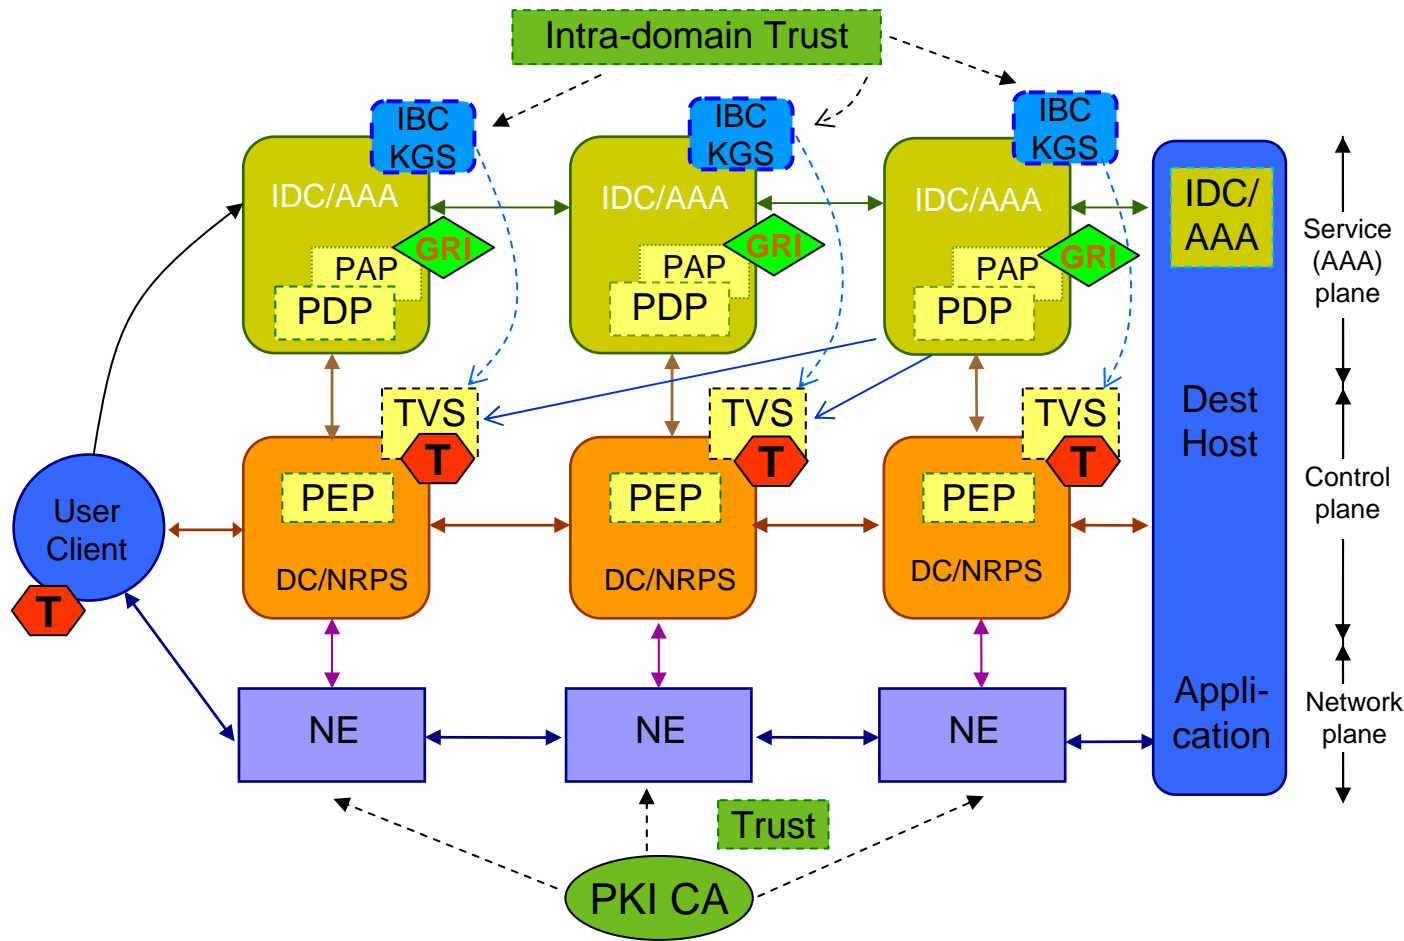 Intra-domain Trust
IBC
KGS
IBC
KGS
IBC
KGS
IDC/AAA
IDC/AAA
IDC/AAA
IDC/
AAA
GRI
GRI
GRI
PAP
PAP
PAP
PDP
PDP
PDP
Service
(AAA)
plane
TVS
TVS
TVS
T
T
T
Dest
Host
PEP
PEP
PEP
Control
plane
User
Client
T
DC/NRPS
DC/NRPS
DC/NRPS
NE
NE
NE
Appli-
cation
Network
plane
Trust
PKI CA